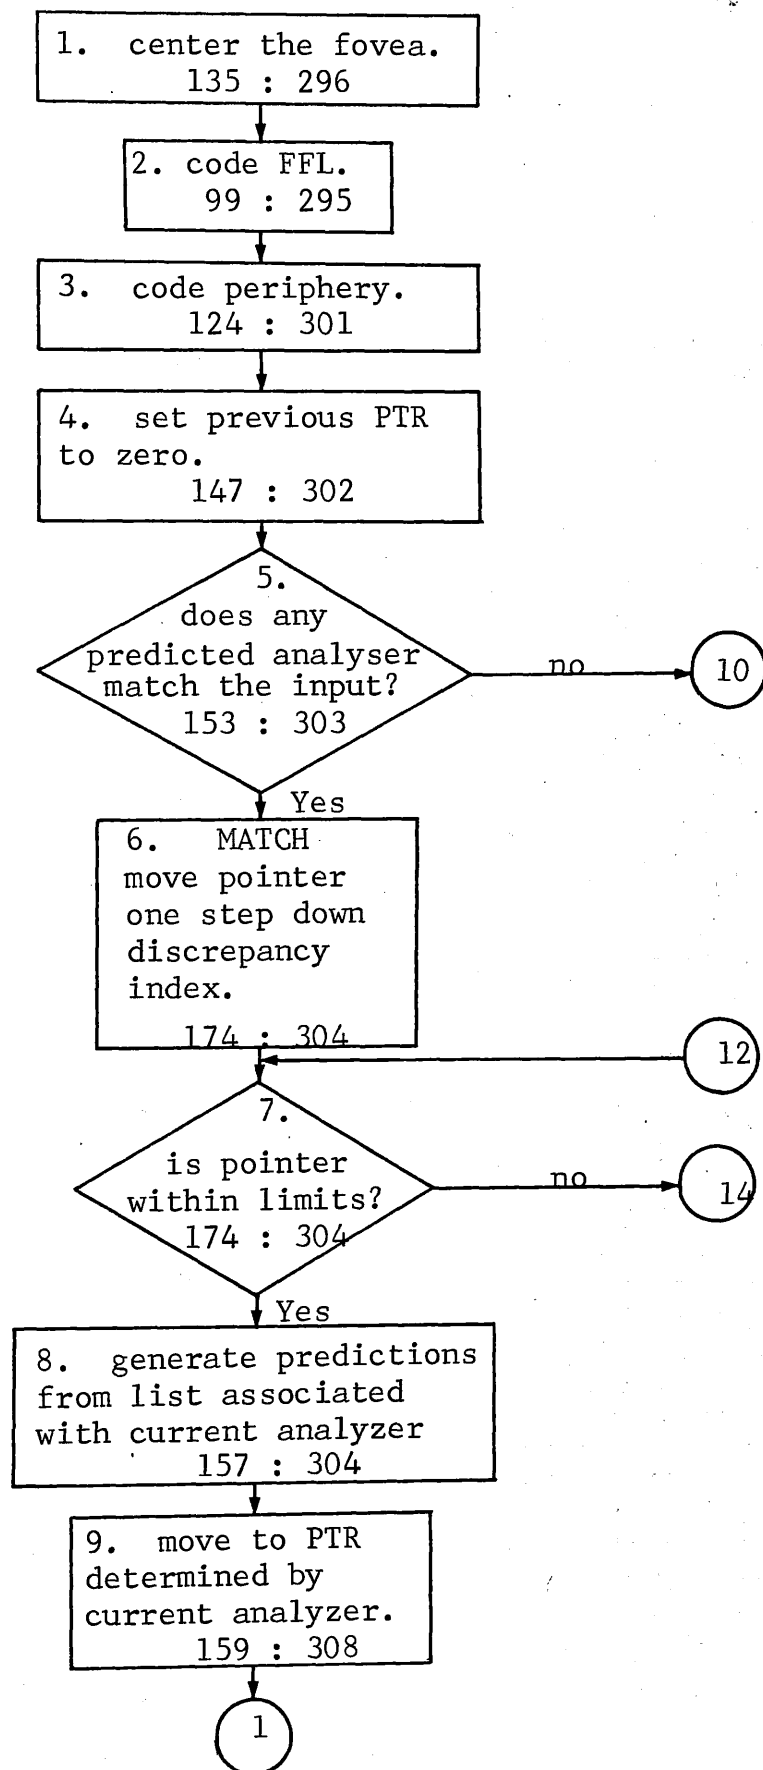 1. center the fovea.
135 : 296
2. code FFL.
99 : 295
3. code periphery.
124 : 301
4. set previous PTR
to zero.
147 : 302
5.
does any
predicted analyser
match the input?
153 : 303
no
10
Yes
6. MATCH
move pointer
one step down
discrepancy
index.
174 : 304
12
7.
is pointer
within limits?
174 : 304
no
14
Yes
8. generate predictions
from list associated
with current analyzer
157 : 304
9. move to PTR
determined by
current analyzer.
159 : 308
1